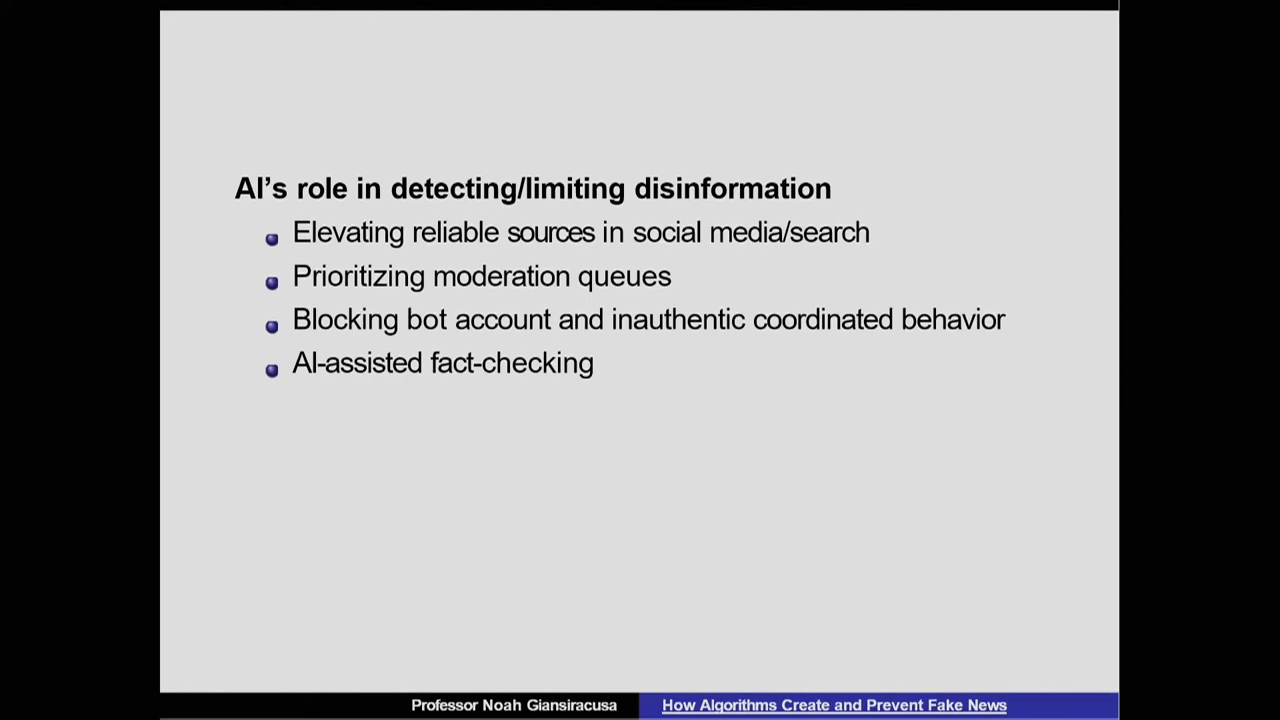 AI’s role in detecting/limiting disinformation
Elevating reliable sources in social media/search
Prioritizing moderation queues
Blocking bot account and inauthentic coordinated behavior
AI-assisted fact-checking
Professor Noah Giansiracusa
How Algorithms Create and Prevent Fake News